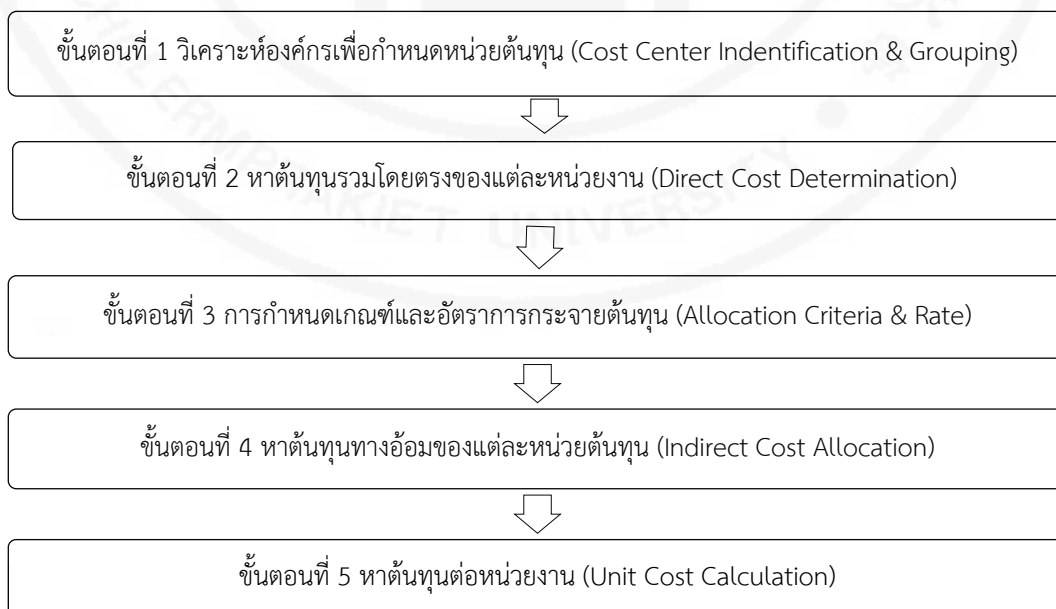 ขั้นตอนที่ 1 วิเคราะห์องค์กรเพื่อกำหนดหน่วยต้นทุน (Cost Center Indentification & Grouping)
ขั้นตอนที่ 2 หาต้นทุนรวมโดยตรงของแต่ละหน่วยงาน (Direct Cost Determination)
ขั้นตอนที่ 3 การกำหนดเกณฑ์และอัตราการกระจายต้นทุน (Allocation Criteria & Rate)
ขั้นตอนที่ 4 หาต้นทุนทางอ้อมของแต่ละหน่วยต้นทุน (Indirect Cost Allocation)
ขั้นตอนที่ 5 หาต้นทุนต่อหน่วยงาน (Unit Cost Calculation)
UNIVERSITY